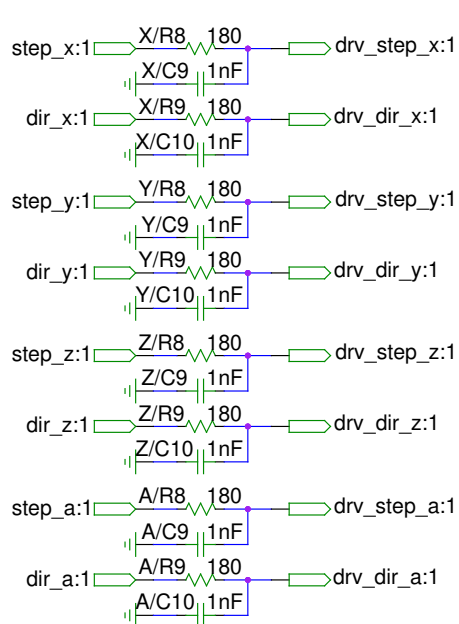 X/R8 180
step_x:1 drv_step_x:1
X/C9 1nF
X/R9 180
dir_x:1 drv_dir_x:1
X/C10 1nF
Y/R8 180
step_y:1 drv_step_y:1
Y/C9 1nF
Y/R9 180
dir_y:1 drv_dir_y:1
Y/C10 1nF
Z/R8 180
step_z:1 drv_step_z:1
Z/C9 1nF
Z/R9 180
dir_z:1 drv_dir_z:1
Z/C10 1nF
A/R8 180
step_a:1 drv_step_a:1
A/C9 1nF
A/R9 180
dir_a:1 drv_dir_a:1
A/C10 1nF